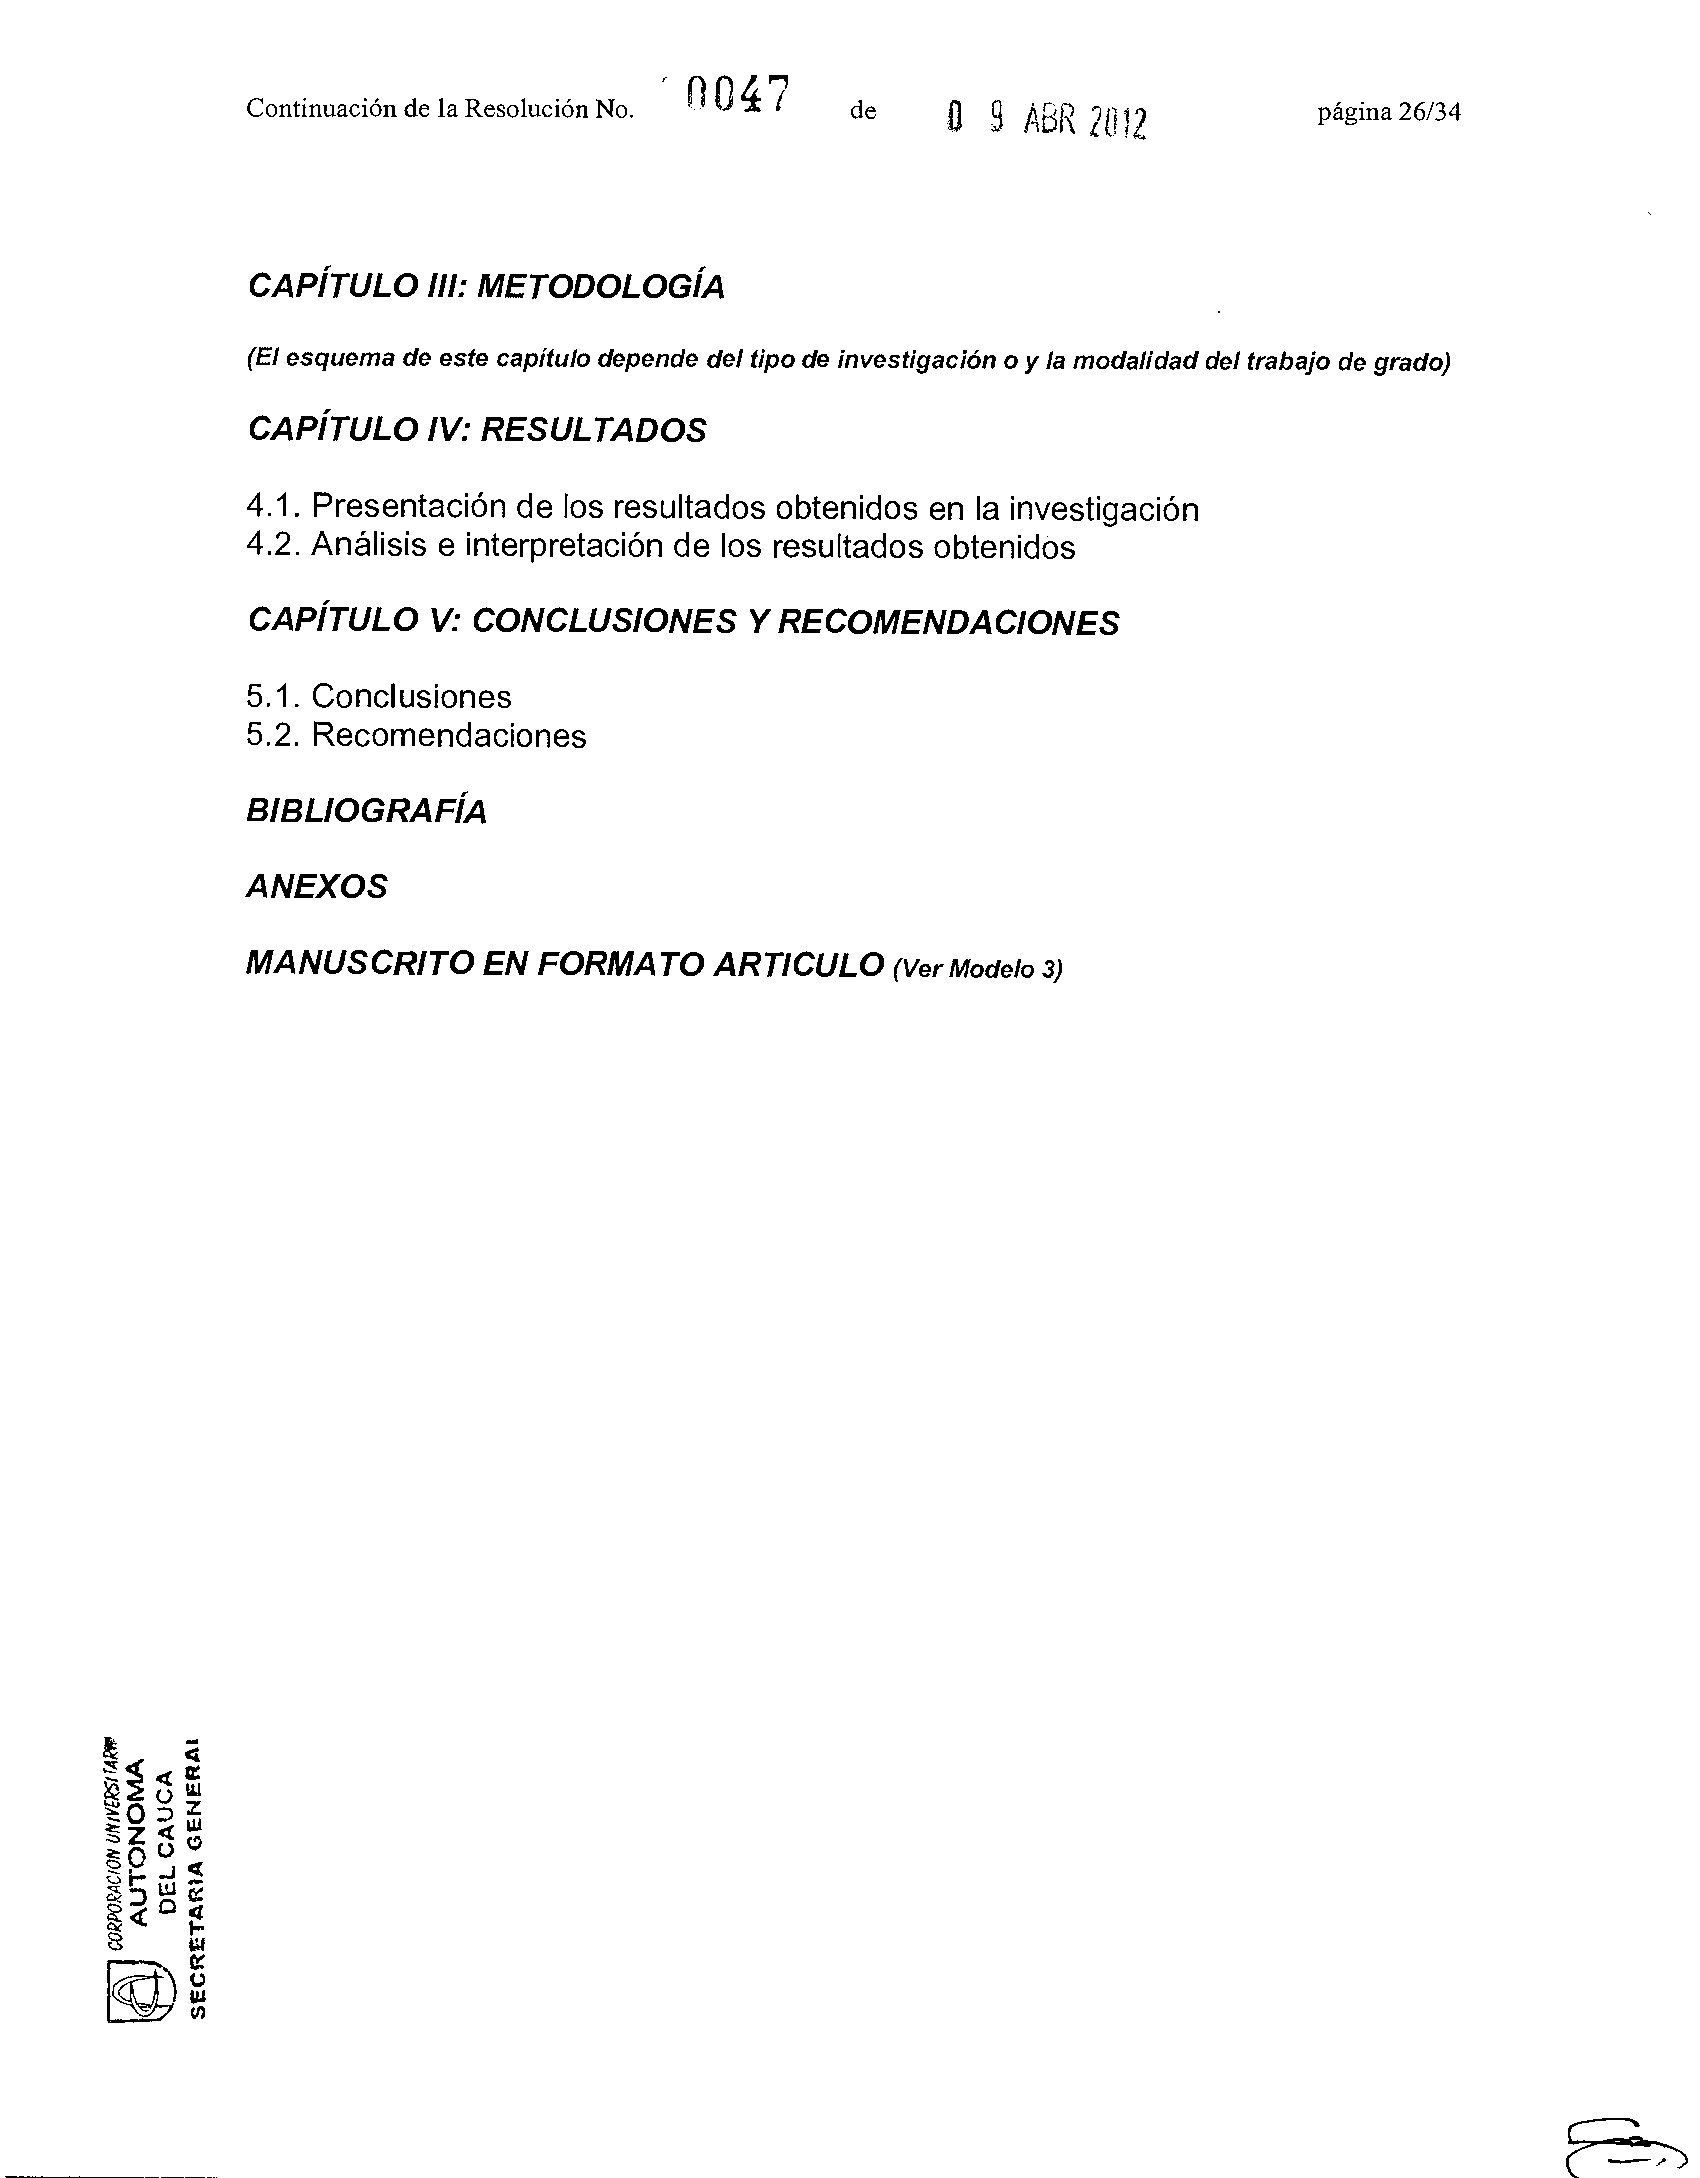 Continuación de la Resolución No. 0047 de 09 ABR 2012 página 26/34
CAPÍTULO III: METODOLOGÍA
(El esquema de este capítulo depende del tipo de investigación o y la modalidad del trabajo de grado)
CAPÍTULO IV: RESULTADOS
4.1. Presentación de los resultados obtenidos en la investigación
4.2. Análisis e interpretación de los resultados obtenidos
CAPÍTULO V: CONCLUSIONES Y RECOMENDACIONES
5.1. Conclusiones
5.2. Recomendaciones
BIBLIOGRAFÍA
ANEXOS
MANUSCRITO EN FORMATO ARTICULO (Ver Modelo 3)
CORPORACION UNIVERSITARIA
AUTONOMA
DEL CAUCA
SECRETARIA GENERAL